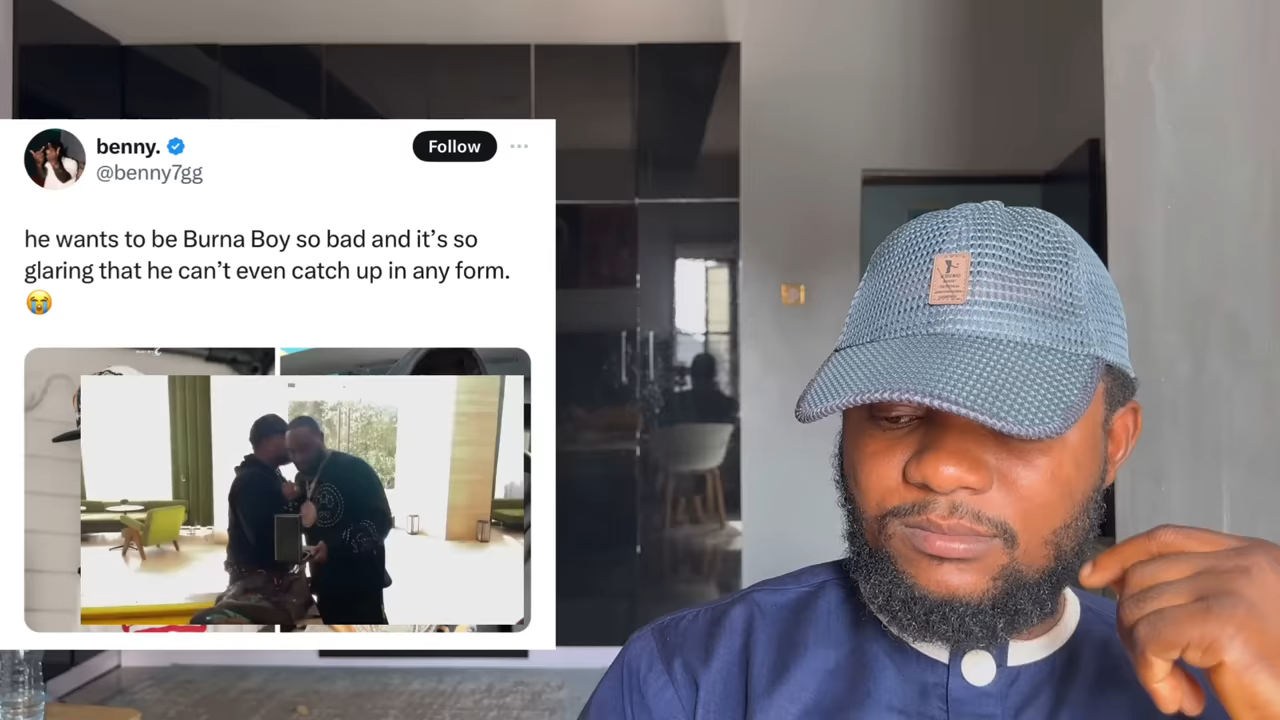 benny.
Follow
@benny7gg
he wants to be Burna Boy so bad and it’s so
glaring that he can’t even catch up in any form.
😭